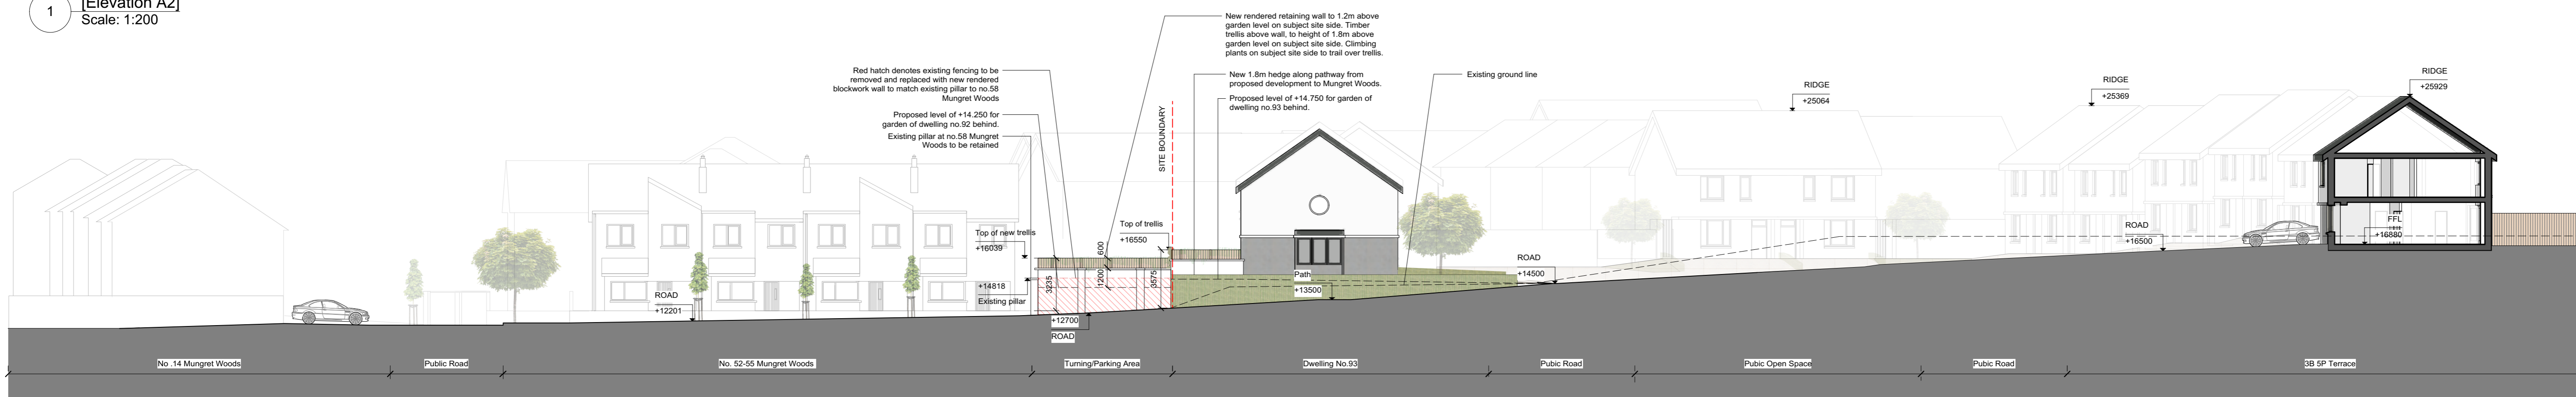 1
[Elevation A2]
Scale: 1:200
New rendered retaining wall to 1.2m above
garden level on subject site side. Timber
trellis above wall, to height of 1.8m above
garden level on subject site side. Climbing
plants on subject site side to trail over trellis.
Red hatch denotes existing fencing to be
removed and replaced with new rendered
blockwork wall to match existing pillar to no.58
Mungret Woods
Proposed level of +14.250 for
garden of dwelling no.92 behind.
Existing pillar at no.58 Mungret
Woods to be retained
New 1.8m hedge along pathway from
proposed development to Mungret Woods.
Proposed level of +14.750 for garden of
dwelling no.93 behind.
Existing ground line
SITE BOUNDARY
RIDGE
+25064
RIDGE
+25369
RIDGE
+25929
Top of new trellis
+16039
Top of trellis
+16550
600
1200
3235
3575
+14818
Existing pillar
ROAD
+12201
+12700
ROAD
Path
+13500
ROAD
+14500
ROAD
+16500
FFL
+16880
No .14 Mungret Woods
Public Road
No. 52-55 Mungret Woods
Turning/Parking Area
Dwelling No.93
Pubic Road
Pubic Open Space
Pubic Road
3B 5P Terrace